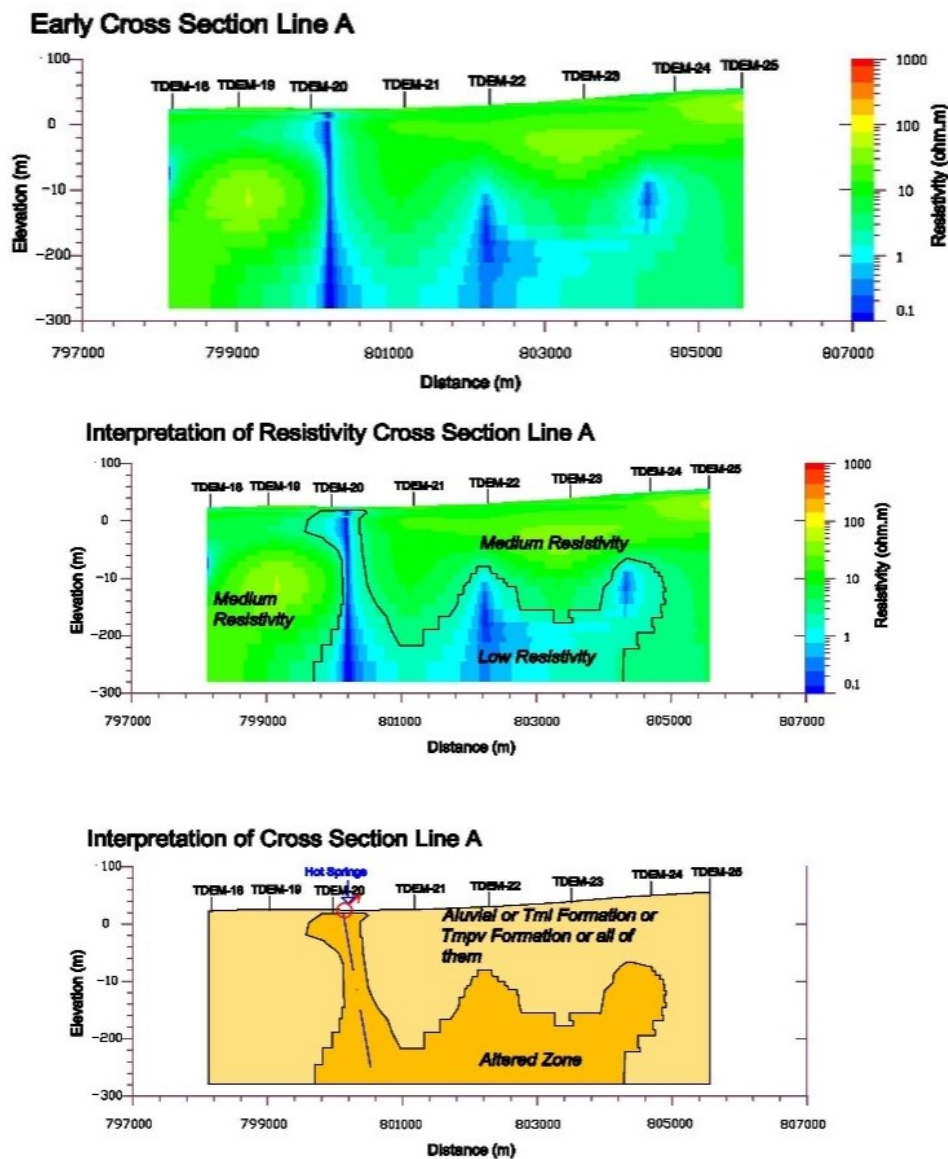 Early Cross Section Line A
TDEM-16 TDEM-19 TDEM-20 TDEM-21 TDEM-22 TDEM-23 TDEM-24 TDEM-25
100
0
-10
-200
-300
Elevation (m)
797000 799000 801000 803000 805000 807000
Distance (m)
1000
100
10
1
0.1
Resistivity (ohm.m)
Interpretation of Resistivity Cross Section Line A
TDEM-16 TDEM-19 TDEM-20 TDEM-21 TDEM-22 TDEM-23 TDEM-24 TDEM-25
100
0
-10
-200
-300
Elevation (m)
Medium Resistivity
Medium
Resistivity
Low Resistivity
797000 799000 801000 803000 805000 807000
Distance (m)
1000
100
10
1
0.1
Resistivity (ohm.m)
Interpretation of Cross Section Line A
Hot Springs
TDEM-16 TDEM-19 TDEM-20 TDEM-21 TDEM-22 TDEM-23 TDEM-24 TDEM-25
100
0
-10
-200
-300
Elevation (m)
Aluvial or Tml Formation or
Tmpv Formation or all of
them
Altered Zone
797000 799000 801000 803000 805000 807000
Distance (m)